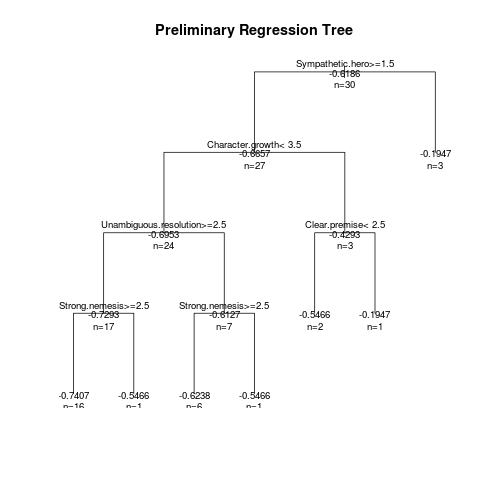 Preliminary Regression Tree
Sympathetic.hero>=1.5
-0.6186
n=30
Character.growth< 3.5
-0.6657
n=27
-0.1947
n=3
Unambiguous.resolution>=2.5
-0.6953
n=24
Clear.premise< 2.5
-0.4293
n=3
Strong.nemesis>=2.5
-0.7293
n=17
Strong.nemesis>=2.5
-0.6127
n=7
-0.5466
n=2
-0.1947
n=1
-0.7407
n=16
-0.5466
n=1
-0.6238
n=6
-0.5466
n=1